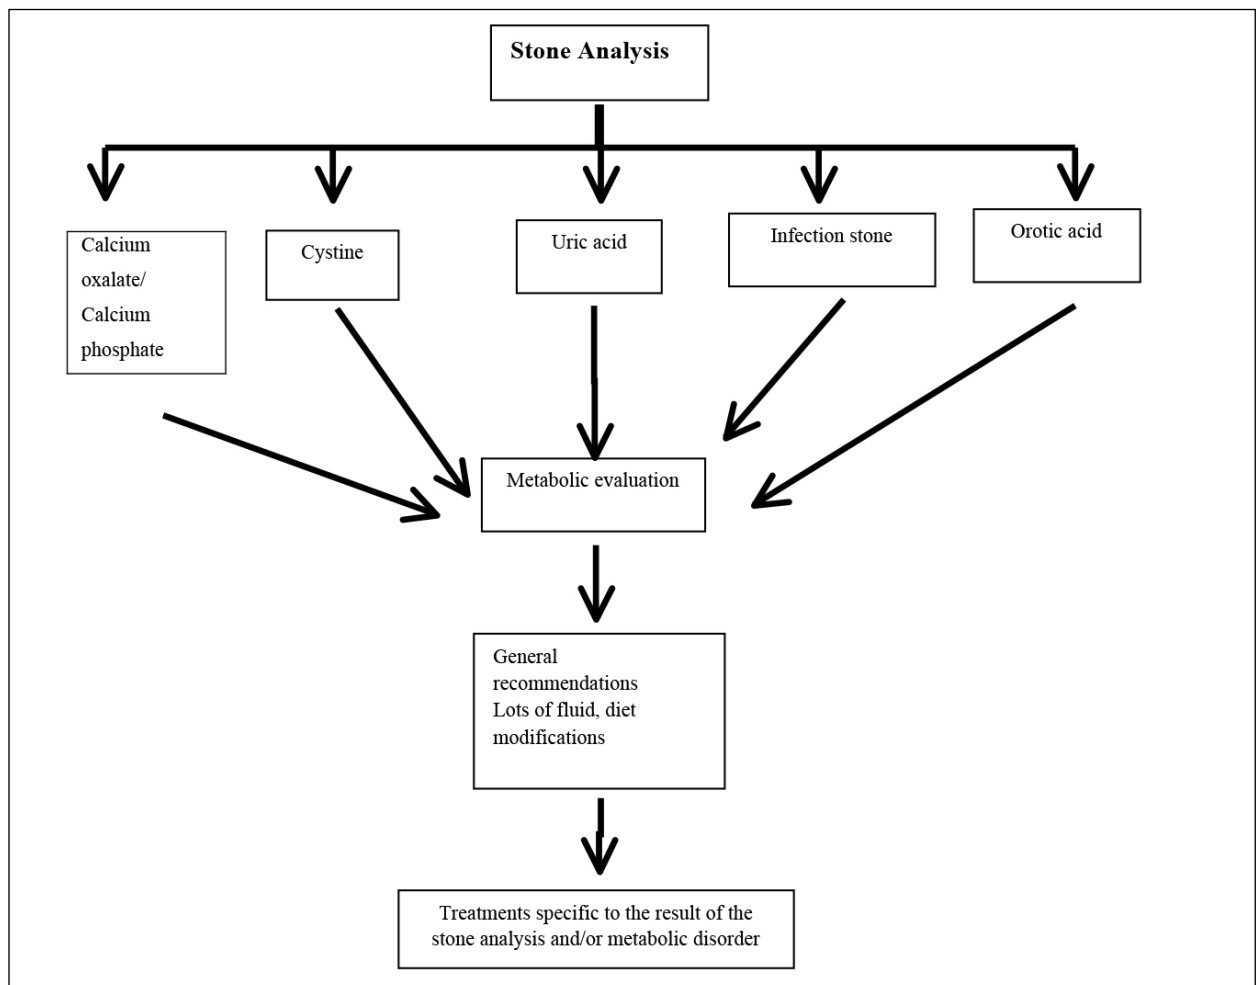 Stone Analysis
Calcium
oxalate/
Calcium
phosphate
Cystine
Uric acid
Infection stone
Orotic acid
Metabolic evaluation
General
recommendations
Lots of fluid, diet
modifications
Treatments specific to the result of the
stone analysis and/or metabolic disorder